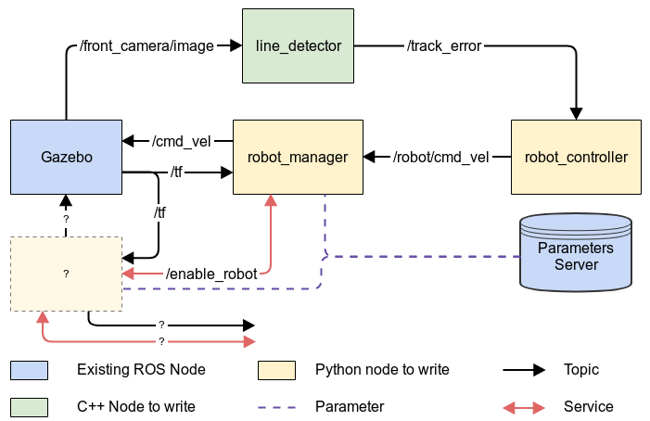 /front_camera/image
line_detector
/track_error
Gazebo
/cmd_vel
robot_manager
/robot/cmd_vel
robot_controller
/tf
/tf
?
?
/enable_robot
Parameters
Server
?
?
Existing ROS Node
Python node to write
Topic
C++ Node to write
Parameter
Service